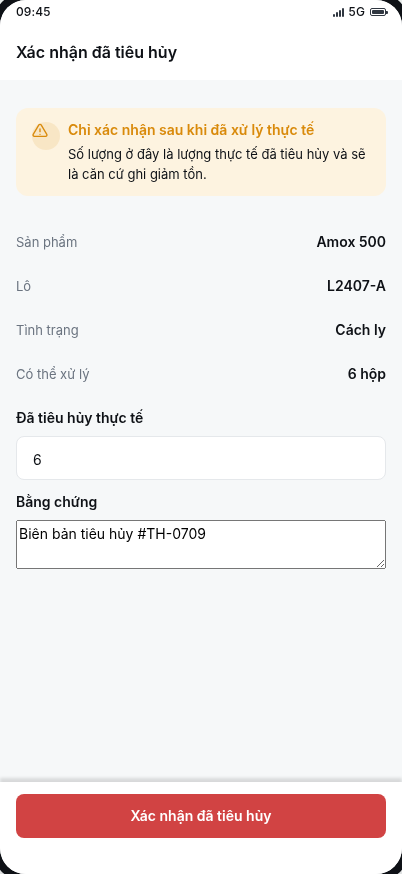 09:45
5G
Xác nhận đã tiêu hủy
Chỉ xác nhận sau khi đã xử lý thực tế
Số lượng ở đây là lượng thực tế đã tiêu hủy và sẽ
là căn cứ ghi giảm tồn.
Sản phẩm
Amox 500
Lô
L2407-A
Tình trạng
Cách ly
Có thể xử lý
6 hộp
Đã tiêu hủy thực tế
6
Bằng chứng
Biên bản tiêu hủy #TH-0709
Xác nhận đã tiêu hủy